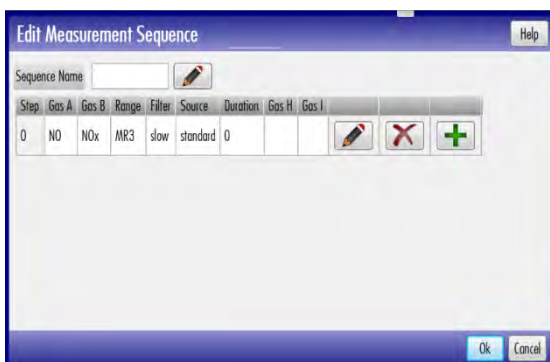 Edit Measurement Sequence Help
Sequence Name
Step Gas A Gas B Range Filter Source Duration Gas H Gas I
0 NO NOx MR3 slow standard 0
Ok Cancel